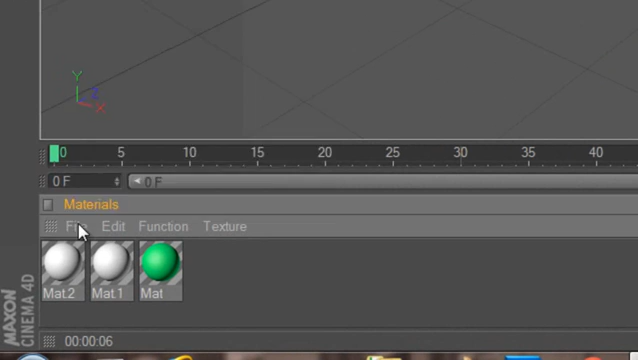 Y
Z
X
0 5 10 15 20 25 30 35 40
0 F 0 F
Materials
File Edit Function Texture
Mat.2 Mat.1 Mat
MAXON
CINEMA 4D
00:00:06